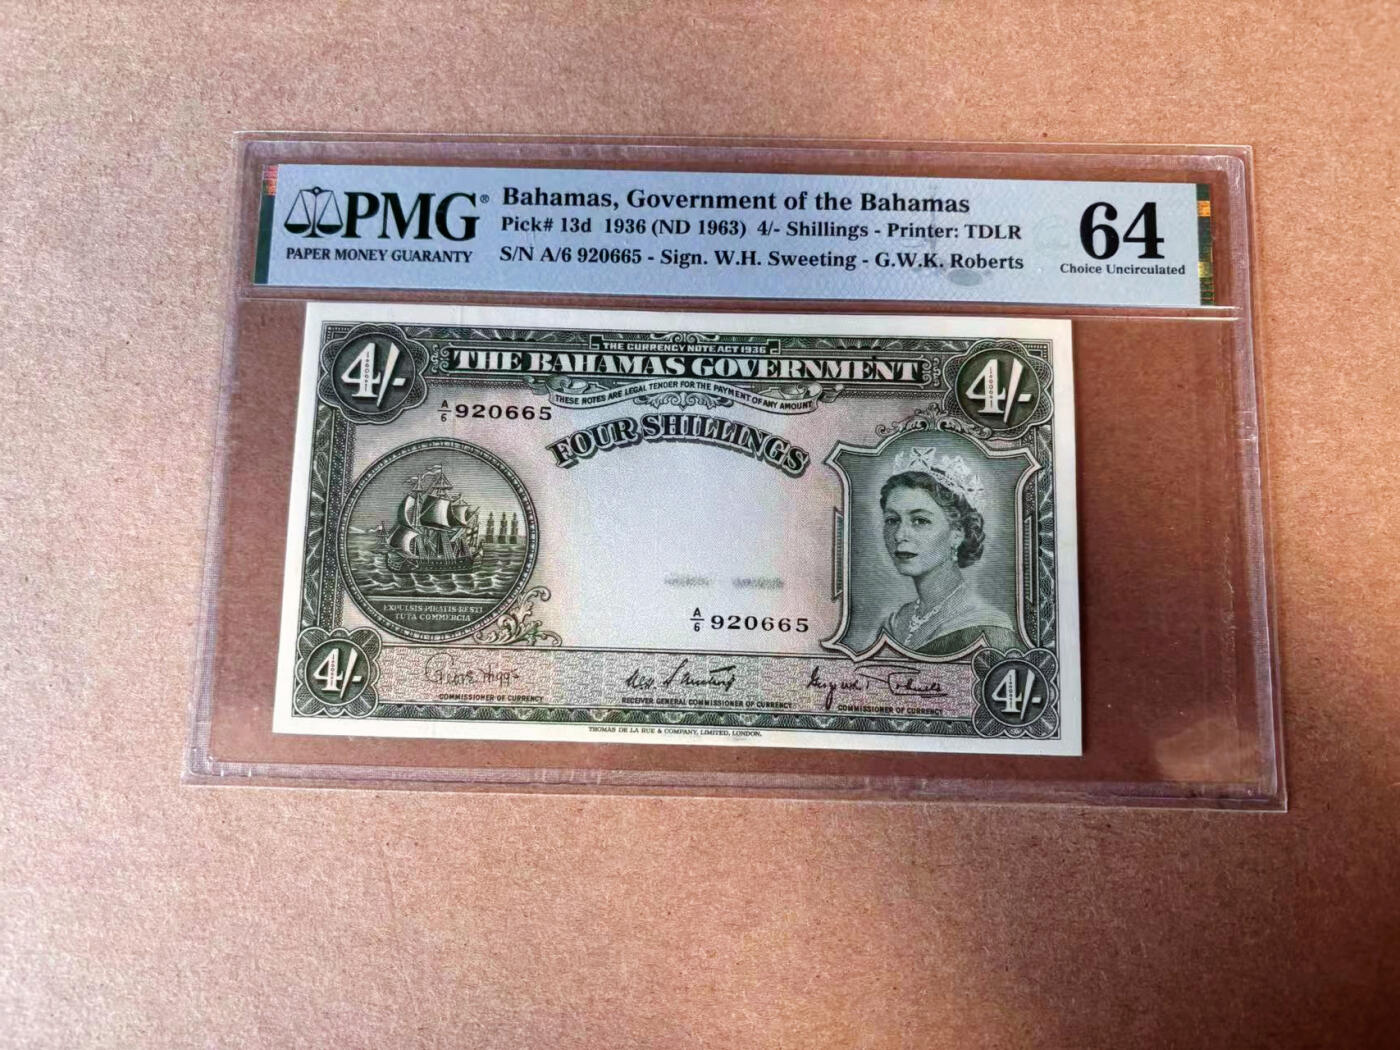 PMG®
PAPER MONEY GUARANTY
Bahamas, Government of the Bahamas
Pick# 13d 1936 (ND 1963) 4/- Shillings - Printer: TDLR
S/N A/6 920665 - Sign. W.H. Sweeting - G.W.K. Roberts
64
Choice Uncirculated
THE CURRENCY NOTE ACT 1936
4/-
THE BAHAMAS GOVERNMENT
4/-
THESE NOTES ARE LEGAL TENDER FOR THE PAYMENT OF ANY AMOUNT
A/6 920665
FOUR SHILLINGS
EXPULSIS PIRATIS RESTI
TUTA COMMERCIA
A/6 920665
4/-
COMMISSIONER OF CURRENCY
RECEIVER GENERAL COMMISSIONER OF CURRENCY
COMMISSIONER OF CURRENCY
4/-
THOMAS DE LA RUE & COMPANY, LIMITED, LONDON.